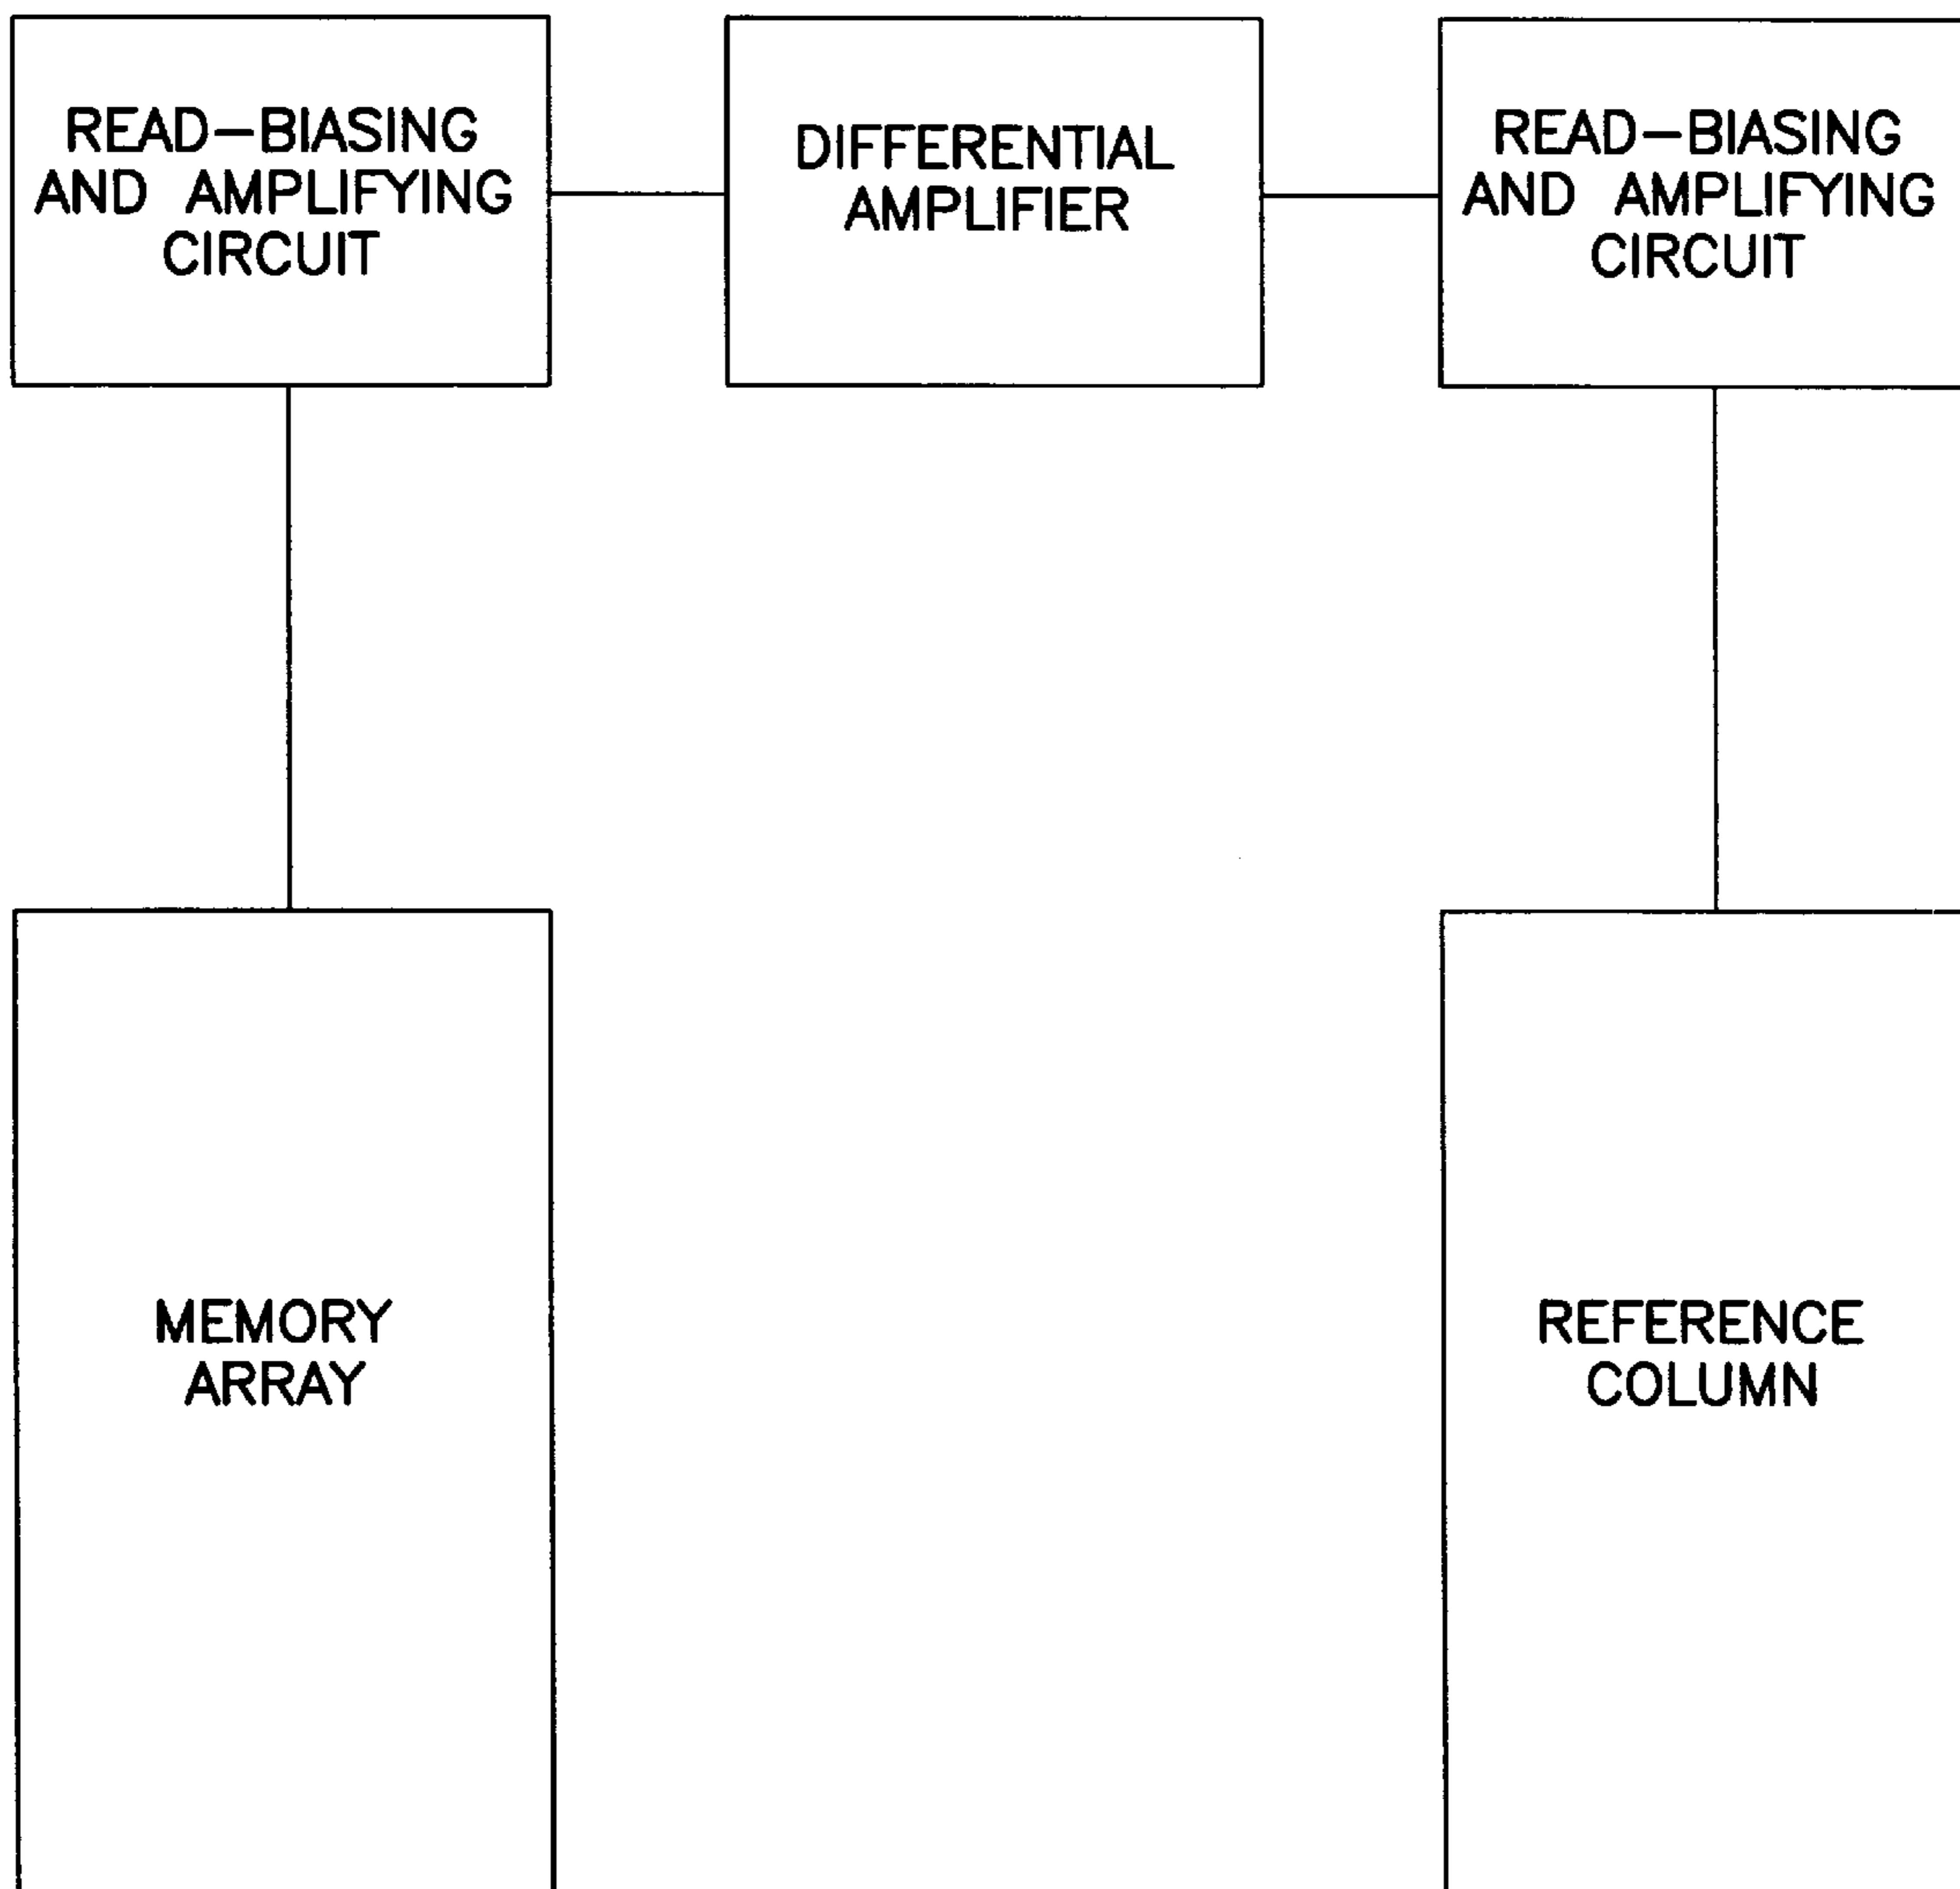 READ-BIASING
AND AMPLIFYING
CIRCUIT
DIFFERENTIAL
AMPLIFIER
READ-BIASING
AND AMPLIFYING
CIRCUIT
MEMORY
ARRAY
REFERENCE
COLUMN